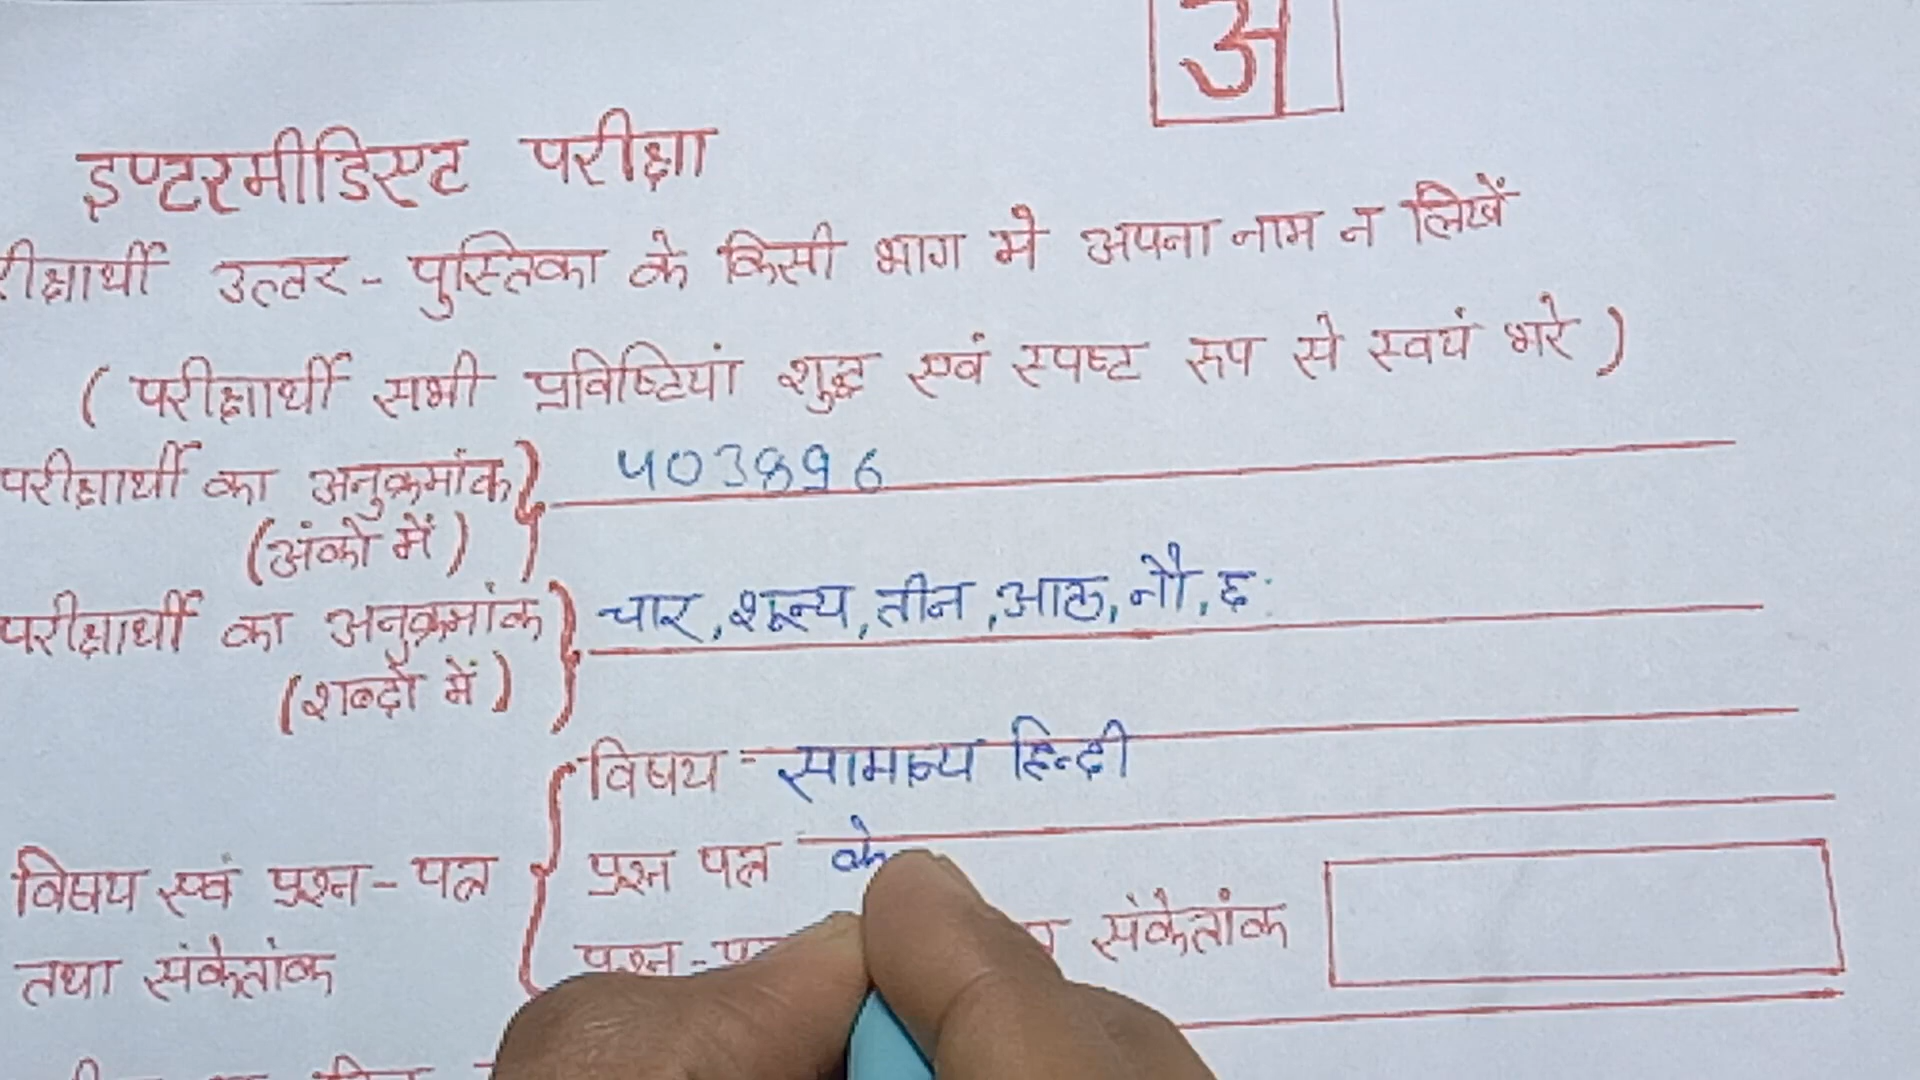 अ
इण्टरमीडिएट परीक्षा
रीक्षार्थी उत्तर - पुस्तिका के किसी भाग मे अपना नाम न लिखें
( परीक्षार्थी सभी प्रविष्टियां शुद्ध एवं स्पष्ट रूप से स्वयं भरे )
परीक्षार्थी का अनुक्रमांक } 403896
(अंको में)
परीक्षार्थी का अनुक्रमांक } चार, शून्य, तीन, आठ, नौ, छः
(शब्दों में)
विषय - सामान्य हिन्दी
विषय एवं प्रश्न - पत्र { प्रश्न पत्र के
तथा संकेतांक प्रश्न - संकेतांक